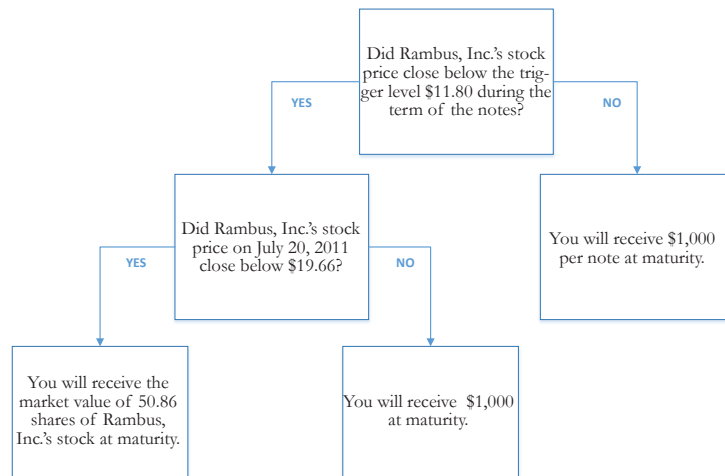 Did Rambus, Inc.'s stock
price close below the trig-
ger level $11.80 during the
term of the notes?
YES
NO
Did Rambus, Inc.'s stock
price on July 20, 2011
close below $19.66?
You will receive $1,000
per note at maturity.
YES
NO
You will receive the
market value of 50.86
shares of Rambus,
Inc.'s stock at maturity.
You will receive $1,000
at maturity.